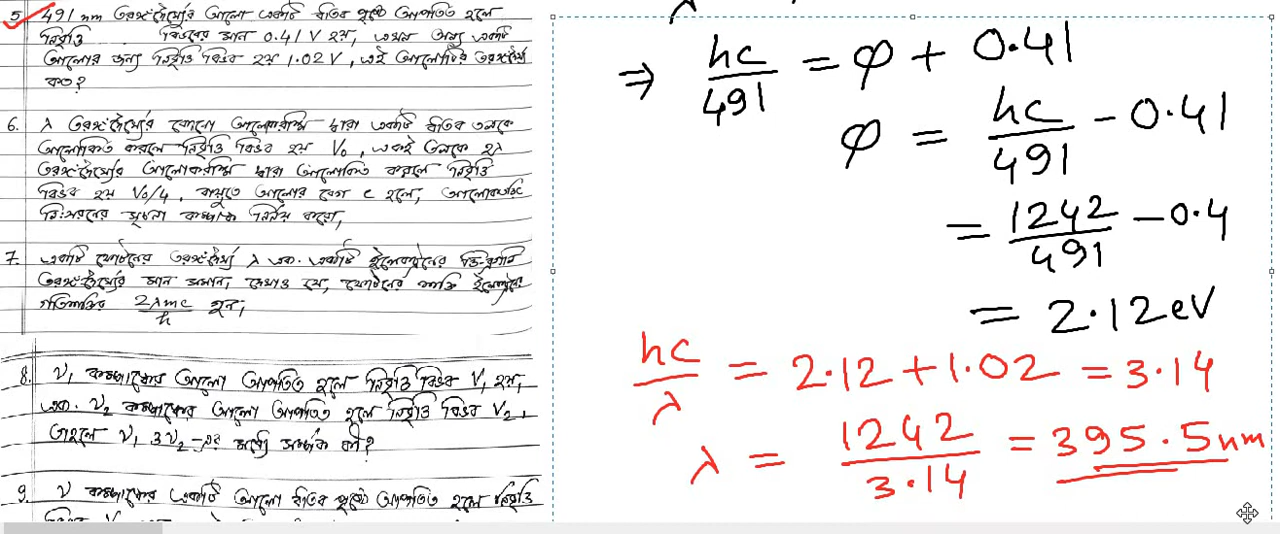 5. 491 nm তরঙ্গদৈর্ঘ্যের আলো একটি ধাতব পৃষ্ঠে আপতিত হলে
নিবৃত্তি বিভবের মান 0.41 V হয়, এখন অন্য একটি
আলোর জন্য নিবৃত্তি বিভব হয় 1.02 V, এই আলোটির তরঙ্গদৈর্ঘ্য
কত?
6. λ তরঙ্গদৈর্ঘ্যের কোনো আলোকরশ্মি দ্বারা একটি ধাতব তলকে
আলোকিত করলে নিবৃত্তি বিভব হয় V₀, একই তলকে 2λ
তরঙ্গদৈর্ঘ্যের আলোকরশ্মি দ্বারা আলোকিত করলে নিবৃত্তি
বিভব হয় V₀/4, বায়ুতে আলোর বেগ c হলে, আলোকতড়িৎ
নিঃসরণের সূচনা কম্পাঙ্ক নির্ণয় করো,
7. একটি ফোটনের তরঙ্গদৈর্ঘ্য λ এবং একটি ইলেকট্রনের ডি-ব্রগলি
তরঙ্গদৈর্ঘ্যের মান সমান, দেখাও যে, ফোটনের শক্তি ইলেকট্রনের
গতিশক্তির 2λmc/h গুন,
8. ν₁ কম্পাঙ্কের আলো আপতিত হলে নিবৃত্তি বিভব V₁ হয়,
এবং ν₂ কম্পাঙ্কের আলো আপতিত হলে নিবৃত্তি বিভব V₂,
তাহলে ν₁ ও ν₂-এর মধ্যে সম্পর্ক কী?
9. ν কম্পাঙ্কের একটি আলো ধাতব পৃষ্ঠে আপতিত হলে নিবৃত্তি
λ
⇒ hc/491 = φ + 0.41
φ = hc/491 - 0.41
= 1242/491 - 0.4
= 2.12 eV
hc/λ = 2.12 + 1.02 = 3.14
λ = 1242/3.14 = 395.5 nm